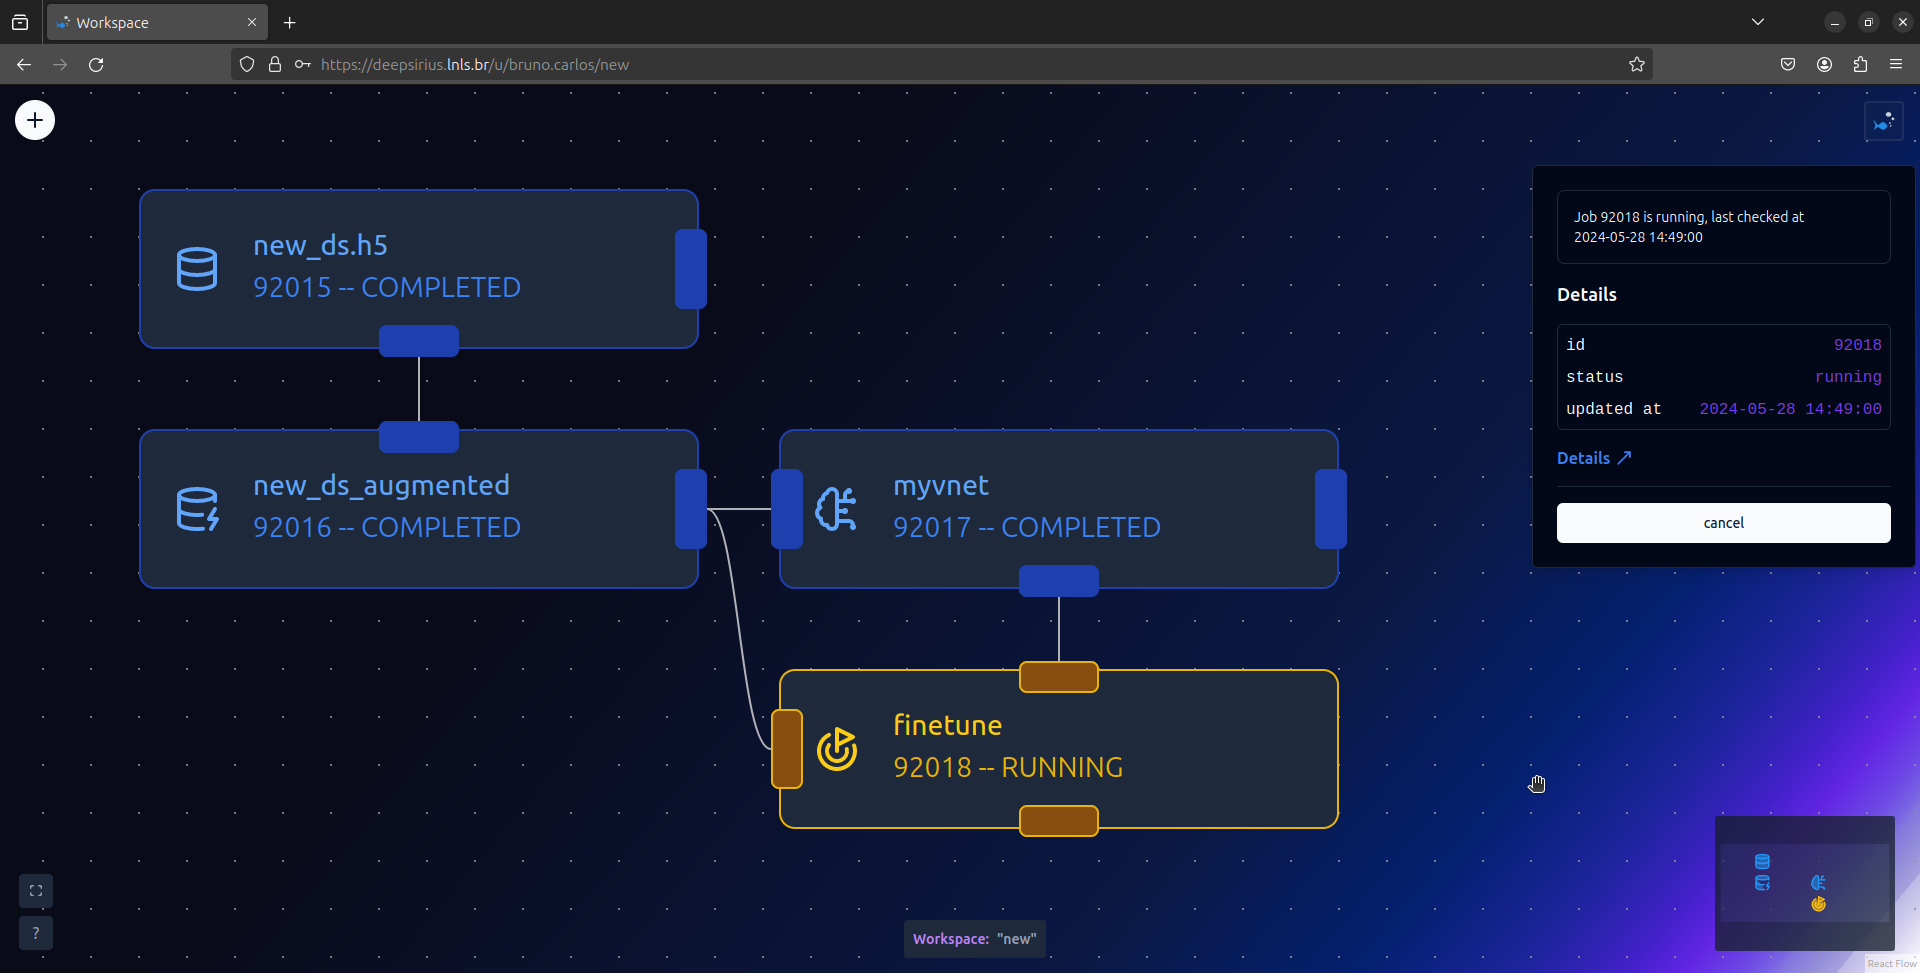 Workspace
https://deepsirius.lnls.br/u/bruno.carlos/new
new_ds.h5
92015 -- COMPLETED
new_ds_augmented
92016 -- COMPLETED
myvnet
92017 -- COMPLETED
finetune
92018 -- RUNNING
Job 92018 is running, last checked at
2024-05-28 14:49:00
Details
id 92018
status running
updated at 2024-05-28 14:49:00
Details
cancel
?
Workspace: "new"
React Flow